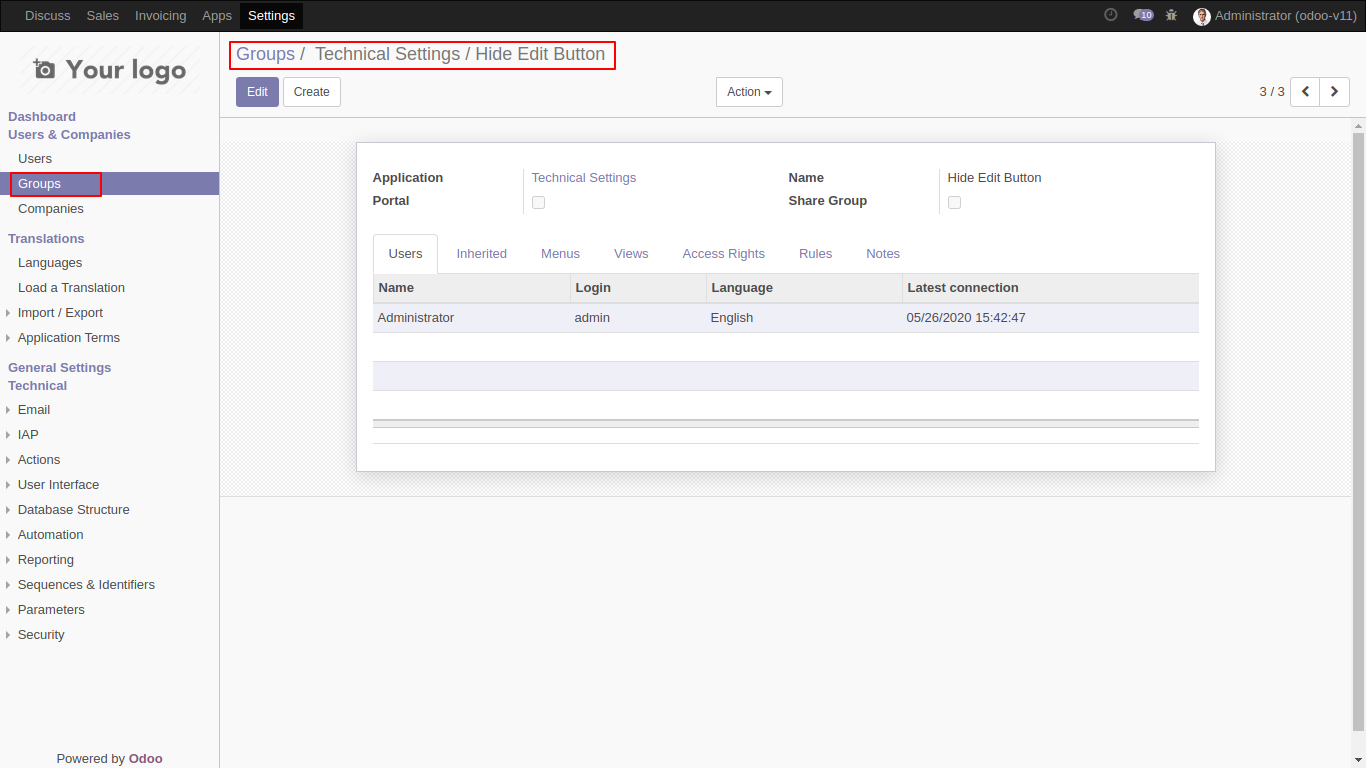 Discuss Sales Invoicing Apps Settings 10 Administrator (odoo-v11)
Your logo
Groups / Technical Settings / Hide Edit Button
Edit Create Action 3 / 3
Dashboard
Users & Companies
Users
Groups
Companies
Translations
Languages
Load a Translation
Import / Export
Application Terms
General Settings
Technical
Email
IAP
Actions
User Interface
Database Structure
Automation
Reporting
Sequences & Identifiers
Parameters
Security
Powered by Odoo
Application Technical Settings Name Hide Edit Button
Portal Share Group
Users Inherited Menus Views Access Rights Rules Notes
Name Login Language Latest connection
Administrator admin English 05/26/2020 15:42:47